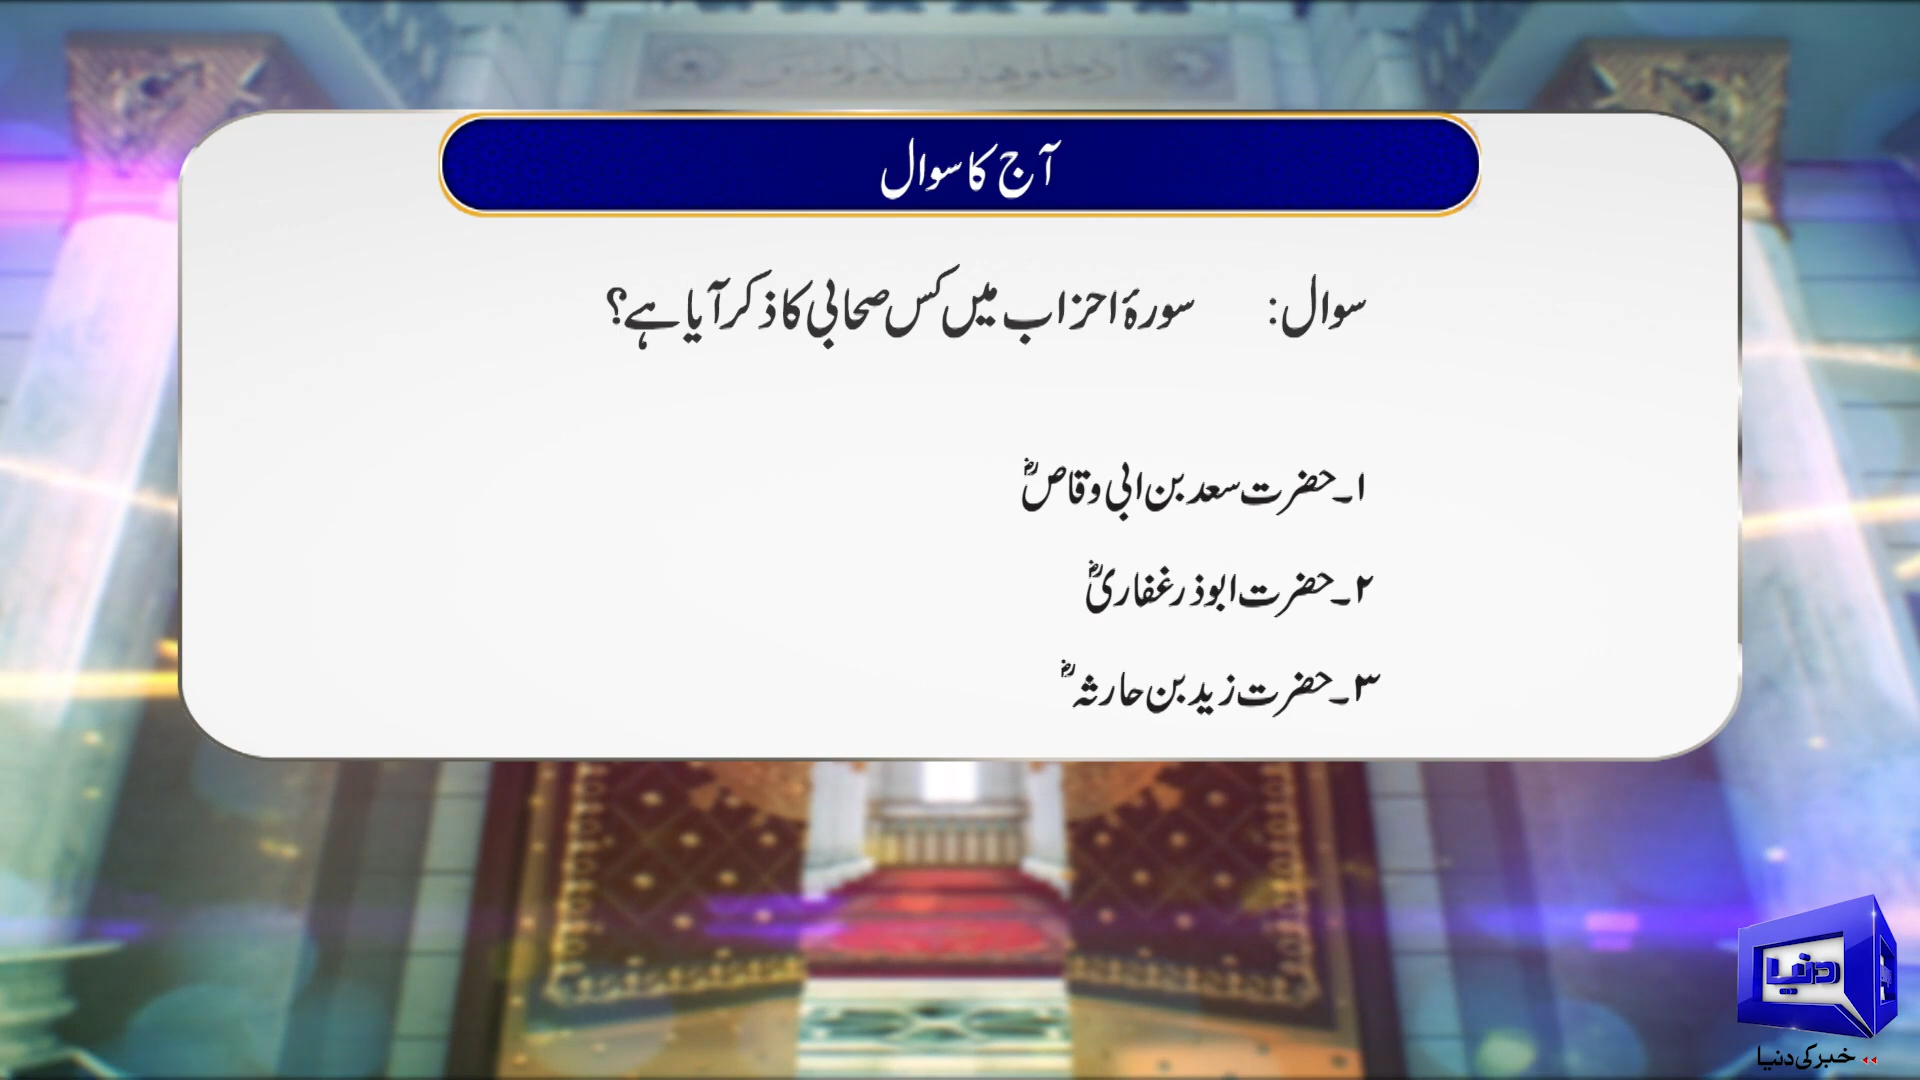 آج کا سوال
سوال: سورۂ احزاب میں کس صحابی کا ذکر آیا ہے؟
۱۔حضرت سعد بن ابی وقاصؓ
۲۔حضرت ابوذر غفاریؓ
۳۔حضرت زید بن حارثہؓ
دنیا
خبر کی دنیا